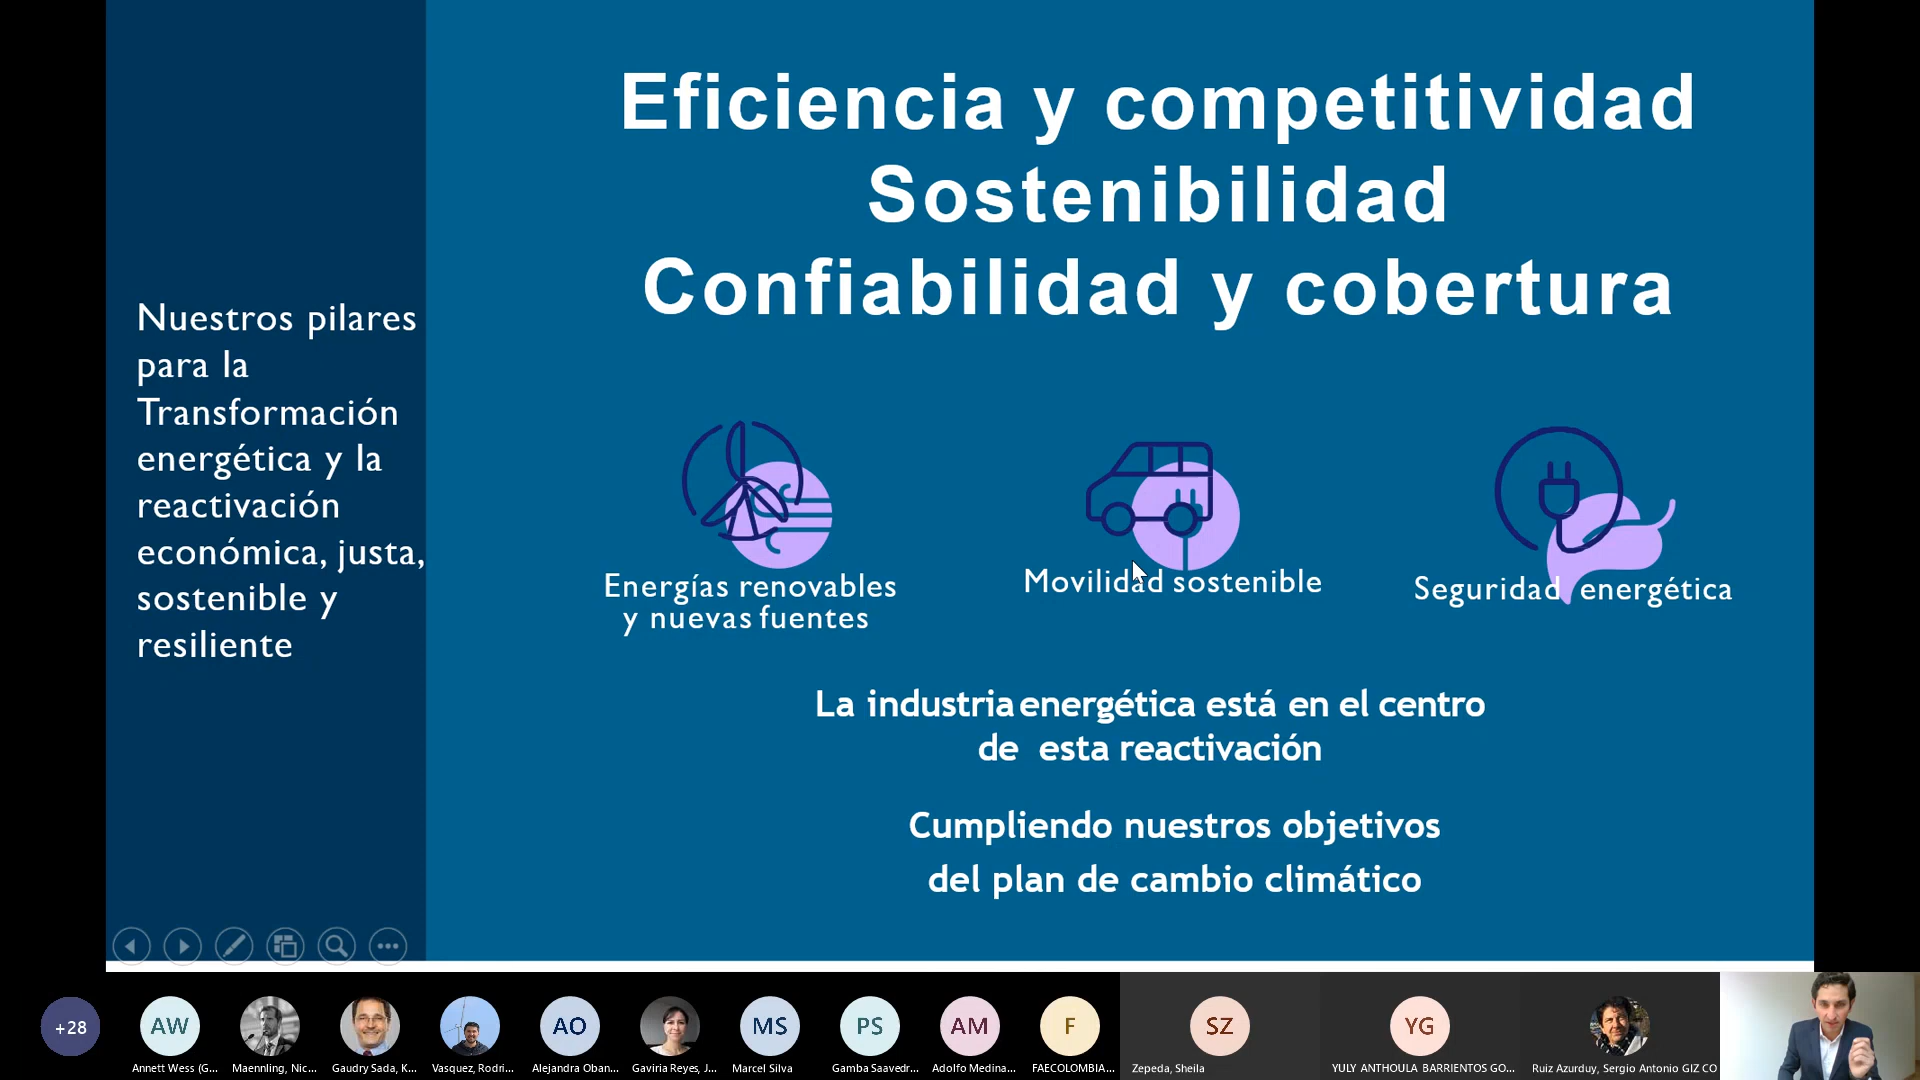 Eficiencia y competitividad
Sostenibilidad
Confiabilidad y cobertura
Nuestros pilares
para la
Transformación
energética y la
reactivación
económica, justa,
sostenible y
resiliente
Energías renovables
y nuevas fuentes
Movilidad sostenible
Seguridad energética
La industria energética está en el centro
de esta reactivación
Cumpliendo nuestros objetivos
del plan de cambio climático
+28
AW
AO
MS
PS
AM
F
SZ
YG
Annett Wess (G...
Maennling, Nic...
Gaudry Sada, K...
Vasquez, Rodri...
Alejandra Oban...
Gaviria Reyes, J...
Marcel Silva
Gamba Saavedr...
Adolfo Medina...
FAECOLOMBIA...
Zepeda, Sheila
YULY ANTHOULA BARRIENTOS GO...
Ruiz Azurduy, Sergio Antonio GIZ CO